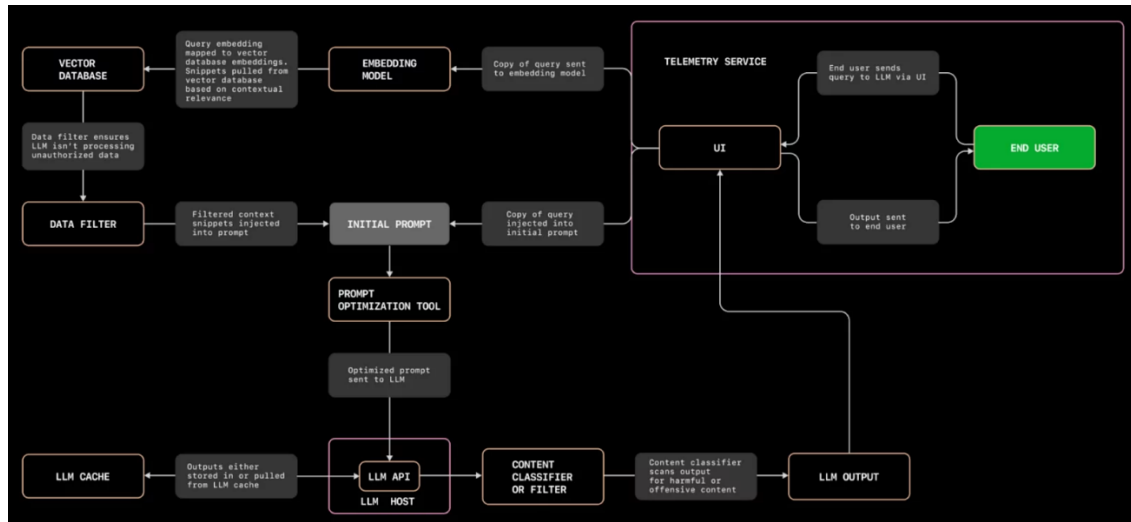 VECTOR
DATABASE
Query embedding
mapped to vector
database embeddings.
Snippets pulled from
vector database
based on contextual
relevance
EMBEDDING
MODEL
Copy of query sent
to embedding model
TELEMETRY SERVICE
End user sends
query to LLM via UI
UI
END USER
Output sent
to end user
Data filter ensures
LLM isn't processing
unauthorized data
DATA FILTER
Filtered context
snippets injected
into prompt
INITIAL PROMPT
Copy of query
injected into
initial prompt
PROMPT
OPTIMIZATION TOOL
Optimized prompt
sent to LLM
LLM CACHE
Outputs either
stored in or pulled
from LLM cache
LLM API
LLM HOST
CONTENT
CLASSIFIER
OR FILTER
Content classifier
scans output
for harmful or
offensive content
LLM OUTPUT